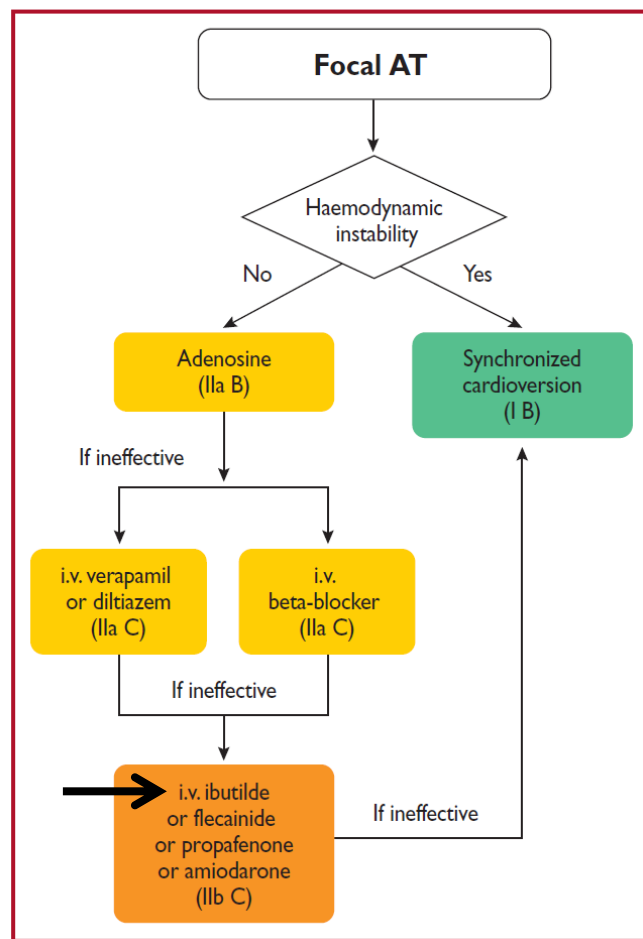 Focal AT
Haemodynamic
instability
No
Yes
Adenosine
(IIa B)
Synchronized
cardioversion
(I B)
If ineffective
i.v. verapamil
or diltiazem
(IIa C)
i.v.
beta-blocker
(IIa C)
If ineffective
i.v. ibutilde
or flecainide
or propafenone
or amiodarone
(IIb C)
If ineffective